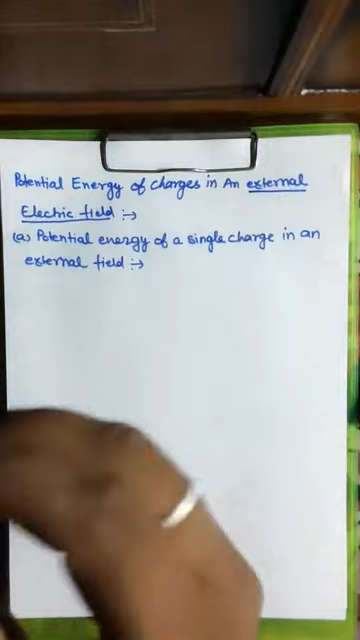 Potential Energy of charges in An external
Electric field :→
(a) Potential energy of a single charge in an
external field :→